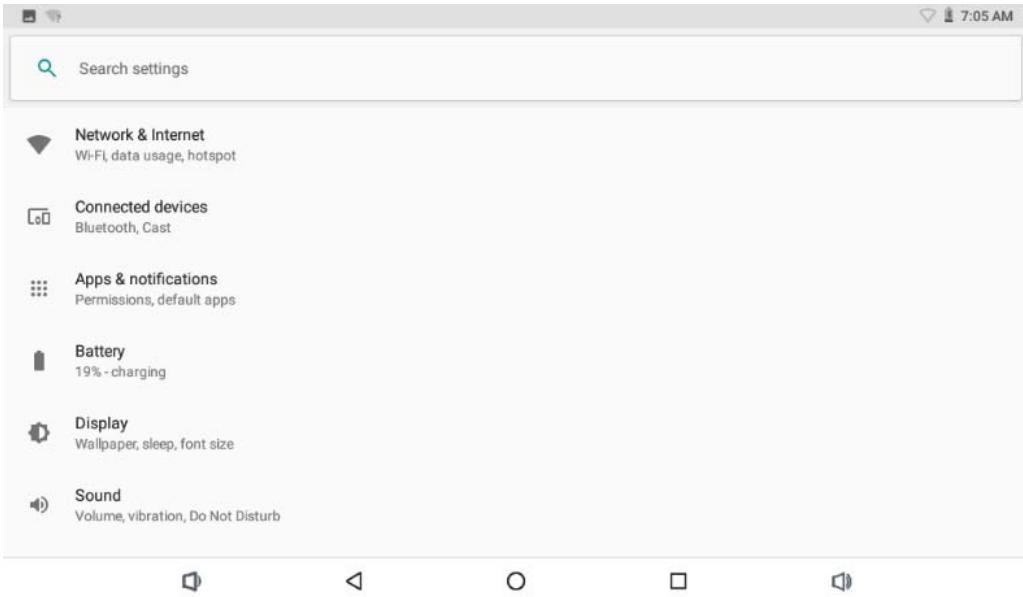 7:05 AM
Search settings
Network & Internet
Wi-Fi, data usage, hotspot
Connected devices
Bluetooth, Cast
Apps & notifications
Permissions, default apps
Battery
19% - charging
Display
Wallpaper, sleep, font size
Sound
Volume, vibration, Do Not Disturb